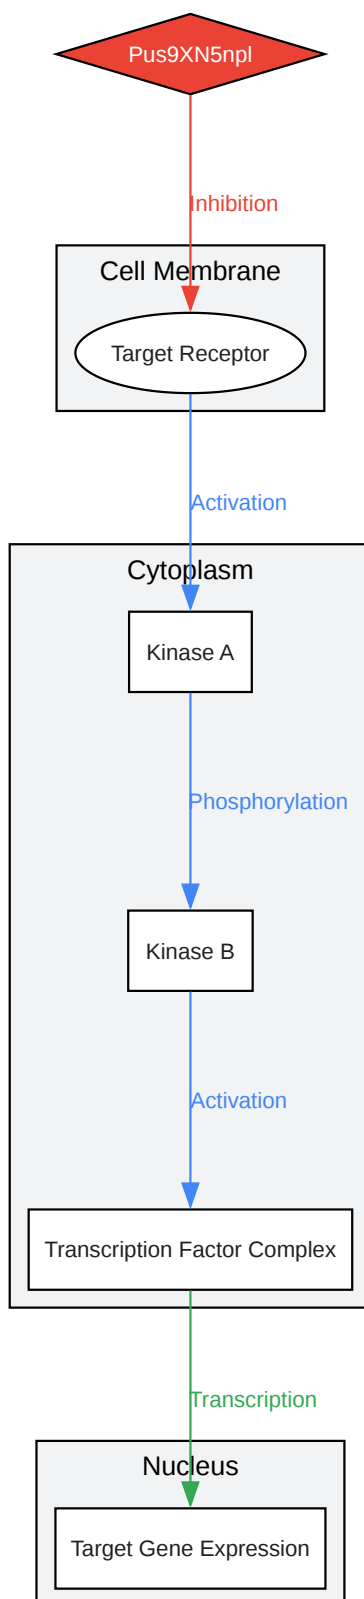 Pus9XN5npl
Inhibition
Cell Membrane
Target Receptor
Activation
Cytoplasm
Kinase A
Phosphorylation
Kinase B
Activation
Transcription Factor Complex
Transcription
Nucleus
Target Gene Expression